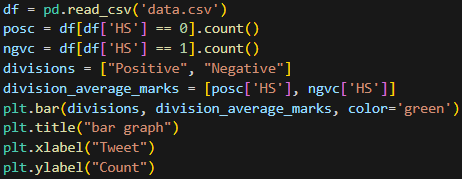 df = pd.read_csv('data.csv')
posc = df[df['HS'] == 0].count()
ngvc = df[df['HS'] == 1].count()
divisions = ["Positive", "Negative"]
division_average_marks = [posc['HS'], ngvc['HS']]
plt.bar(divisions, division_average_marks, color='green')
plt.title("bar graph")
plt.xlabel("Tweet")
plt.ylabel("Count")